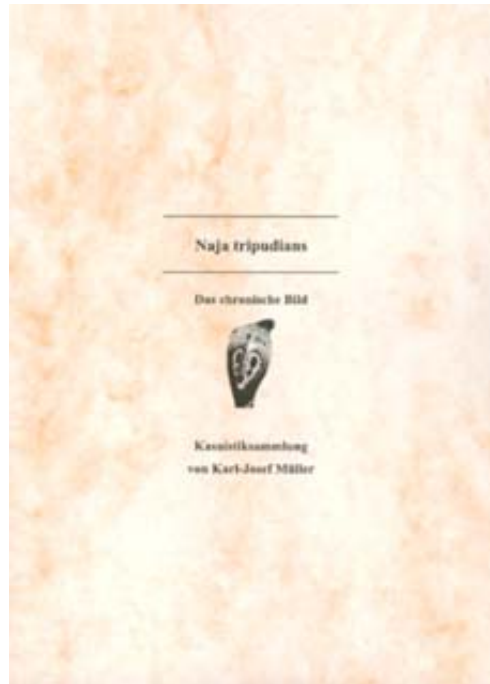 Naja tripudians
Das chronische Bild
Kasuistiksammlung
von Karl-Josef Müller